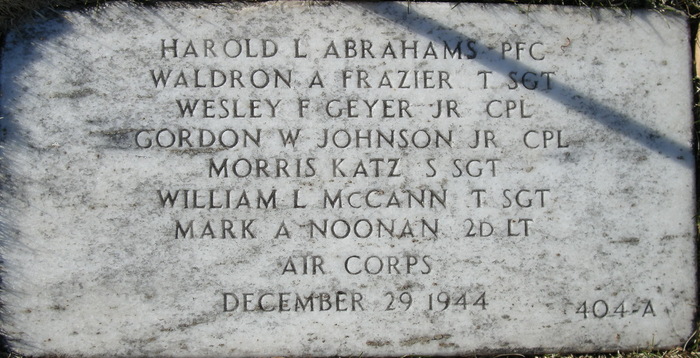 HAROLD L ABRAHAMS PFC
WALDRON A FRAZIER T SGT
WESLEY F GEYER JR CPL
GORDON W JOHNSON JR CPL
MORRIS KATZ S SGT
WILLIAM L McCANN T SGT
MARK A NOONAN 2D LT
AIR CORPS
DECEMBER 29 1944
404-A